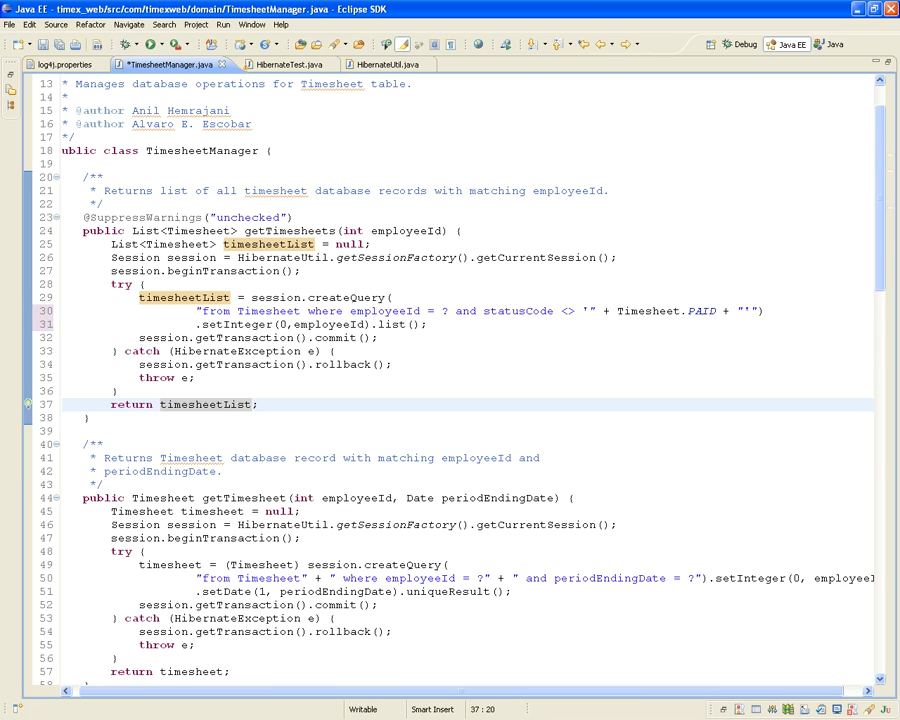 Java EE - timex_web/src/com/timexweb/domain/TimesheetManager.java - Eclipse SDK
File Edit Source Refactor Navigate Search Project Run Window Help
Debug Java EE Java
log4j.properties *TimesheetManager.java HibernateTest.java HibernateUtil.java
13 * Manages database operations for Timesheet table.
14 *
15 * @author Anil Hemrajani
16 * @author Alvaro E. Escobar
17 */
18 ublic class TimesheetManager {
19
20 /**
21 * Returns list of all timesheet database records with matching employeeId.
22 */
23 @SuppressWarnings("unchecked")
24 public List<Timesheet> getTimesheets(int employeeId) {
25 List<Timesheet> timesheetList = null;
26 Session session = HibernateUtil.getSessionFactory().getCurrentSession();
27 session.beginTransaction();
28 try {
29 timesheetList = session.createQuery(
30 "from Timesheet where employeeId = ? and statusCode <> '" + Timesheet.PAID + "'")
31 .setInteger(0,employeeId).list();
32 session.getTransaction().commit();
33 } catch (HibernateException e) {
34 session.getTransaction().rollback();
35 throw e;
36 }
37 return timesheetList;
38 }
39
40 /**
41 * Returns Timesheet database record with matching employeeId and
42 * periodEndingDate.
43 */
44 public Timesheet getTimesheet(int employeeId, Date periodEndingDate) {
45 Timesheet timesheet = null;
46 Session session = HibernateUtil.getSessionFactory().getCurrentSession();
47 session.beginTransaction();
48 try {
49 timesheet = (Timesheet) session.createQuery(
50 "from Timesheet" + " where employeeId = ?" + " and periodEndingDate = ?").setInteger(0, employeeI
51 .setDate(1, periodEndingDate).uniqueResult();
52 session.getTransaction().commit();
53 } catch (HibernateException e) {
54 session.getTransaction().rollback();
55 throw e;
56 }
57 return timesheet;
58 }
Writable Smart Insert 37 : 20